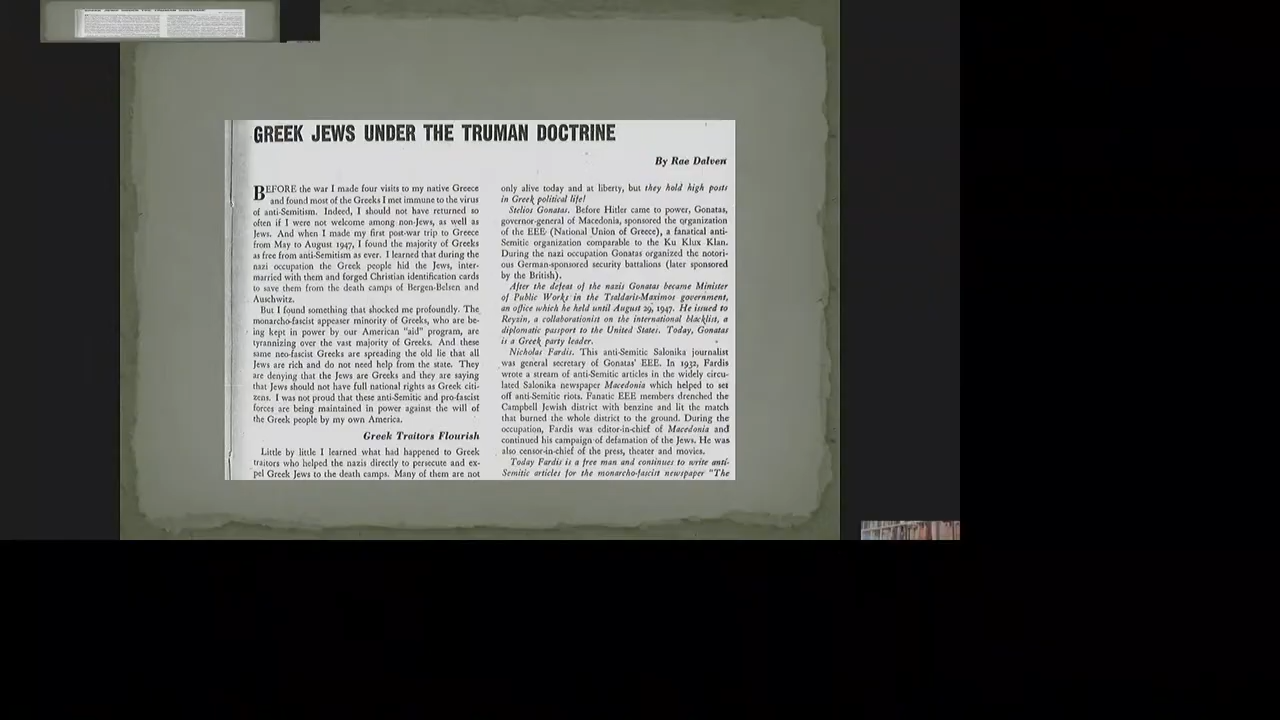 GREEK JEWS UNDER THE TRUMAN DOCTRINE
By Rae Dalven
BEFORE the war I made four visits to my native Greece
and found most of the Greeks I met immune to the virus
of anti-Semitism. Indeed, I should not have returned so
often if I were not welcome among non-Jews, as well as
Jews. And when I made my first post-war trip to Greece
from May to August 1947, I found the majority of Greeks
as free from anti-Semitism as ever. I learned that during the
nazi occupation the Greek people hid the Jews, inter-
married with them and forged Christian identification cards
to save them from the death camps of Bergen-Belsen and
Auschwitz.
But I found something that shocked me profoundly. The
monarcho-fascist appeaser minority of Greeks, who are be-
ing kept in power by our American "aid" program, are
tyrannizing over the vast majority of Greeks. And these
same neo-fascist Greeks are spreading the old lie that all
Jews are rich and do not need help from the state. They
are denying that the Jews are Greeks and they are saying
that Jews should not have full national rights as Greek citi-
zens. I was not proud that these anti-Semitic and pro-fascist
forces are being maintained in power against the will of
the Greek people by my own America.
Greek Traitors Flourish
Little by little I learned what had happened to Greek
traitors who helped the nazis directly to persecute and ex-
pel Greek Jews to the death camps. Many of them are not
only alive today and at liberty, but they hold high posts
in Greek political life!
Stelios Gonatas. Before Hitler came to power, Gonatas,
governor-general of Macedonia, sponsored the organization
of the EEE (National Union of Greece), a fanatical anti-
Semitic organization comparable to the Ku Klux Klan.
During the nazi occupation Gonatas organized the notori-
ous German-sponsored security battalions (later sponsored
by the British).
After the defeat of the nazis Gonatas became Minister
of Public Works in the Tsaldaris-Maximos government,
an office which he held until August 29, 1947. He issued to
Reyzin, a collaborationist on the international blacklist, a
diplomatic passport to the United States. Today, Gonatas
is a Greek party leader.
Nicholas Fardis. This anti-Semitic Salonika journalist
was general secretary of Gonatas' EEE. In 1932, Fardis
wrote a stream of anti-Semitic articles in the widely circu-
lated Salonika newspaper Macedonia which helped to set
off anti-Semitic riots. Fanatic EEE members drenched the
Campbell Jewish district with benzine and lit the match
that burned the whole district to the ground. During the
occupation, Fardis was editor-in-chief of Macedonia and
continued his campaign of defamation of the Jews. He was
also censor-in-chief of the press, theater and movies.
Today Fardis is a free man and continues to write anti-
Semitic articles for the monarcho-fascist newspaper "The